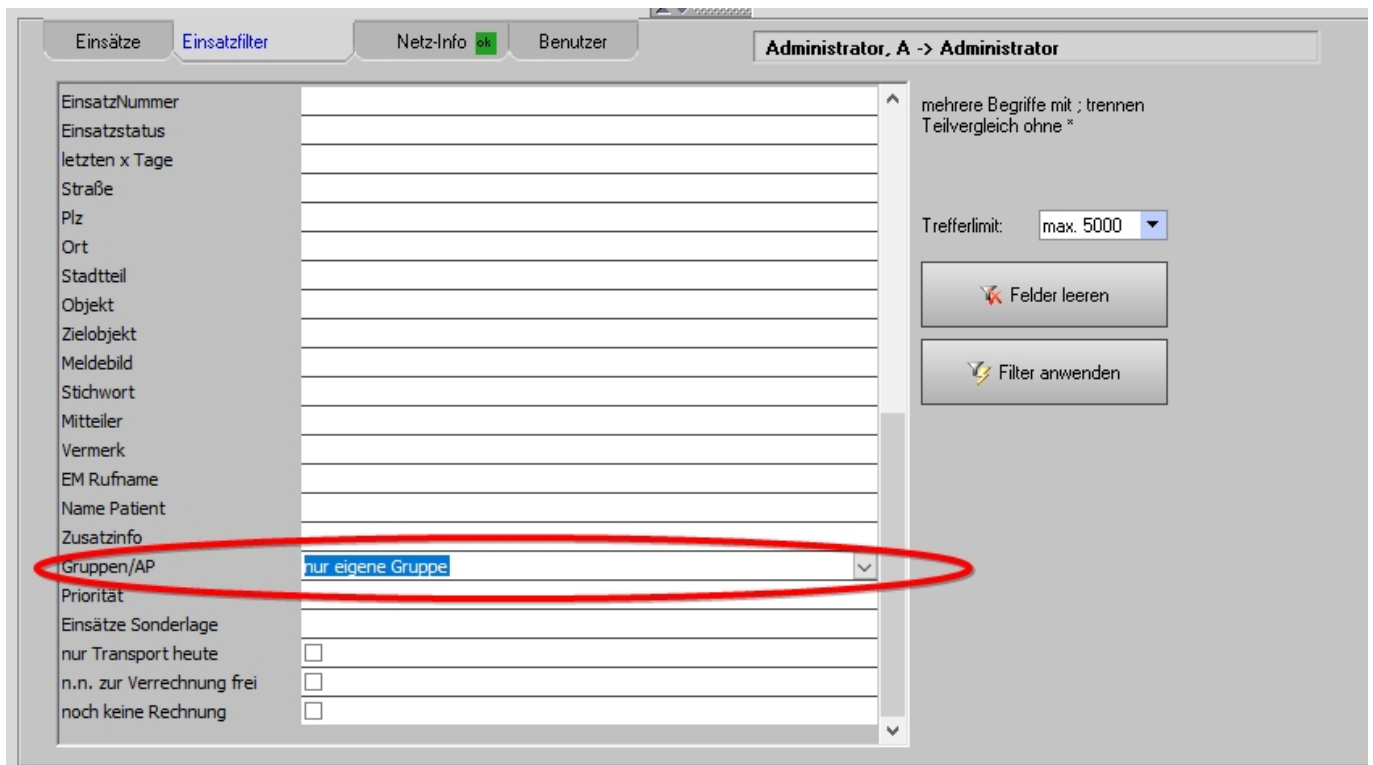 Einsätze Einsatzfilter Netz-Info ok Benutzer
Administrator, A -> Administrator
EinsatzNummer
Einsatzstatus
letzten x Tage
Straße
Plz
Ort
Stadtteil
Objekt
Zielobjekt
Meldebild
Stichwort
Mitteiler
Vermerk
EM Rufname
Name Patient
Zusatzinfo
Gruppen/AP nur eigene Gruppe
Priorität
Einsätze Sonderlage
nur Transport heute
n.n. zur Verrechnung frei
noch keine Rechnung
mehrere Begriffe mit ; trennen
Teilvergleich ohne *
Trefferlimit: max. 5000
Felder leeren
Filter anwenden